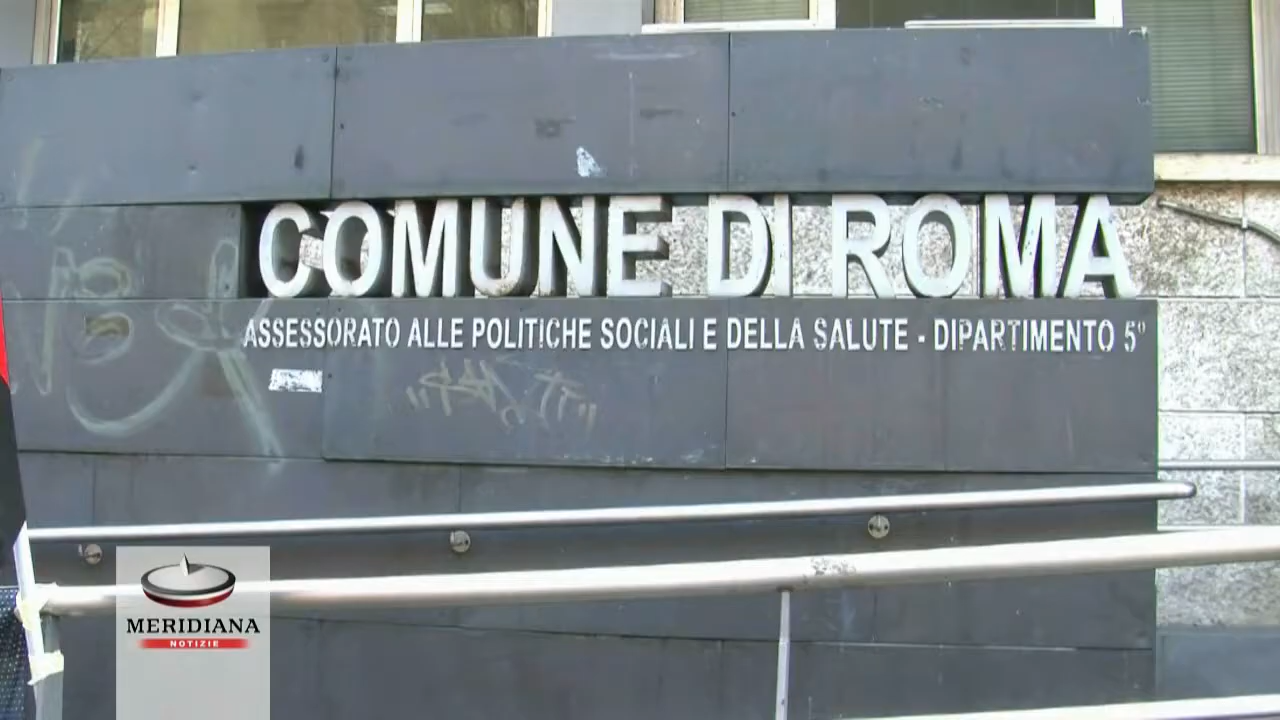 COMUNE DI ROMA
ASSESSORATO ALLE POLITICHE SOCIALI E DELLA SALUTE - DIPARTIMENTO 5°
MERIDIANA
NOTIZIE